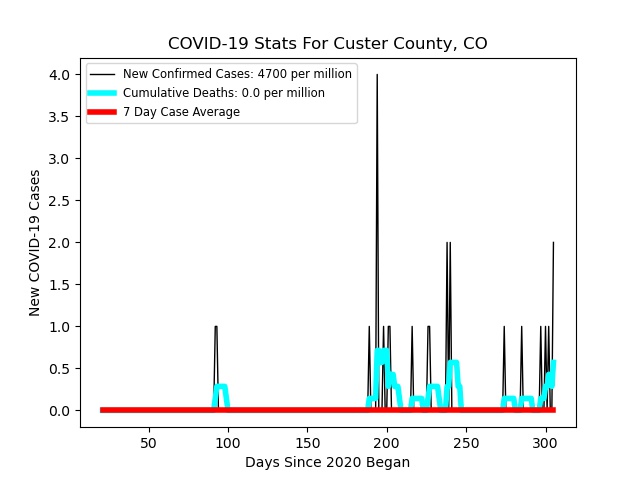 COVID-19 Stats For Custer County, CO
New Confirmed Cases: 4700 per million
Cumulative Deaths: 0.0 per million
7 Day Case Average
New COVID-19 Cases
4.0
3.5
3.0
2.5
2.0
1.5
1.0
0.5
0.0
50 100 150 200 250 300
Days Since 2020 Began